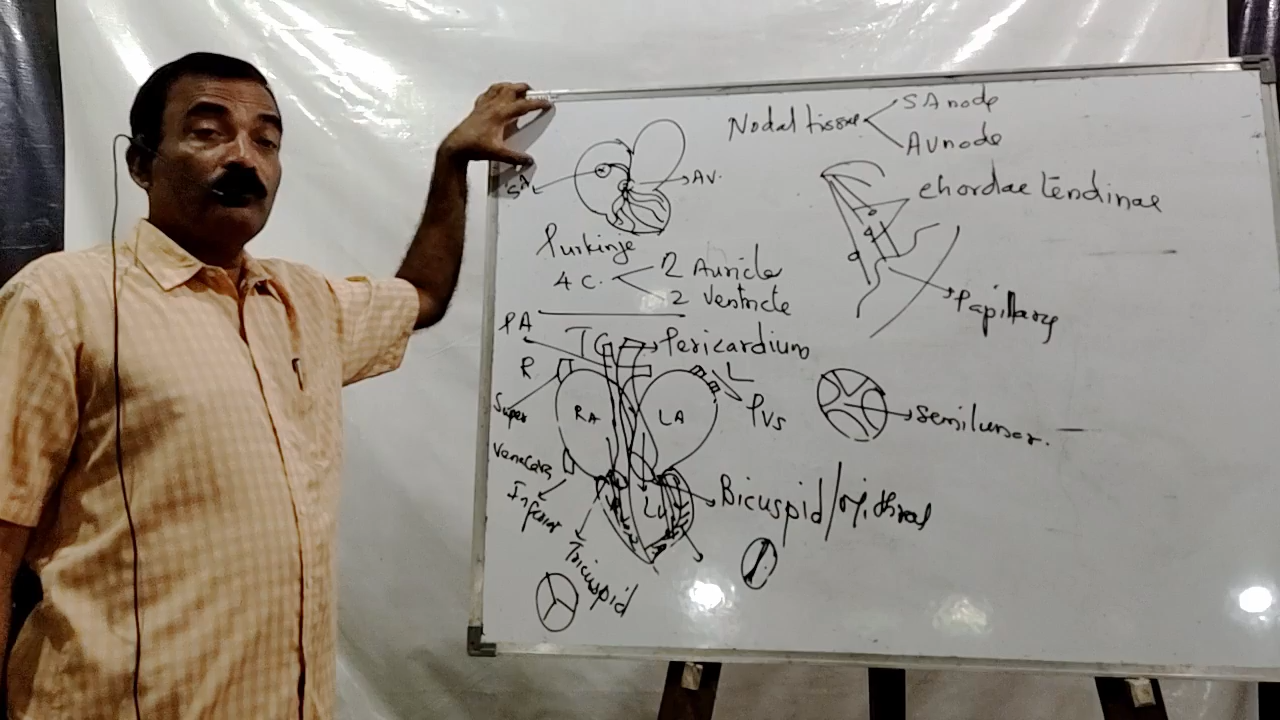 Nodal tissue
SA node
AV node
SA
AV.
chordae tendinae
Purkinje
4 C.
2 Auricle
2 Ventricle
Papillary
PA
Pericardium
R
L
Super
RA
LA
PVs
Semilunar.
Venacava
Inferior
LV
Bicuspid/Mithral
Tricuspid